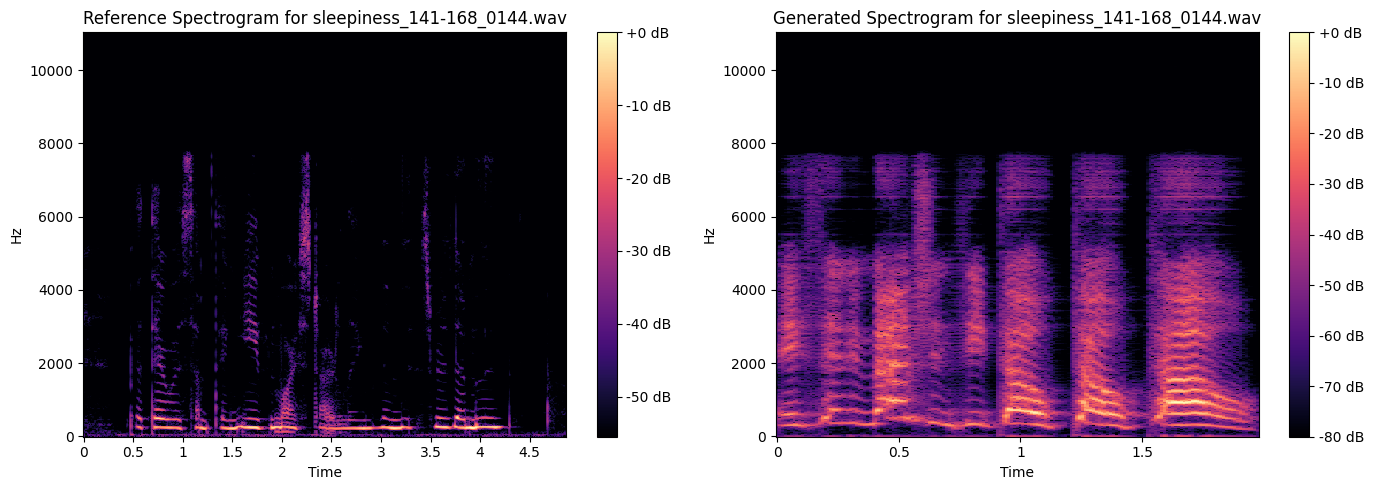 Reference Spectrogram for sleepiness_141-168_0144.wav
10000
8000
6000
4000
2000
0
Hz
0
0.5
1
1.5
2
2.5
3
3.5
4
4.5
Time
+0 dB
-10 dB
-20 dB
-30 dB
-40 dB
-50 dB
Generated Spectrogram for sleepiness_141-168_0144.wav
10000
8000
6000
4000
2000
0
Hz
0
0.5
1
1.5
Time
+0 dB
-10 dB
-20 dB
-30 dB
-40 dB
-50 dB
-60 dB
-70 dB
-80 dB